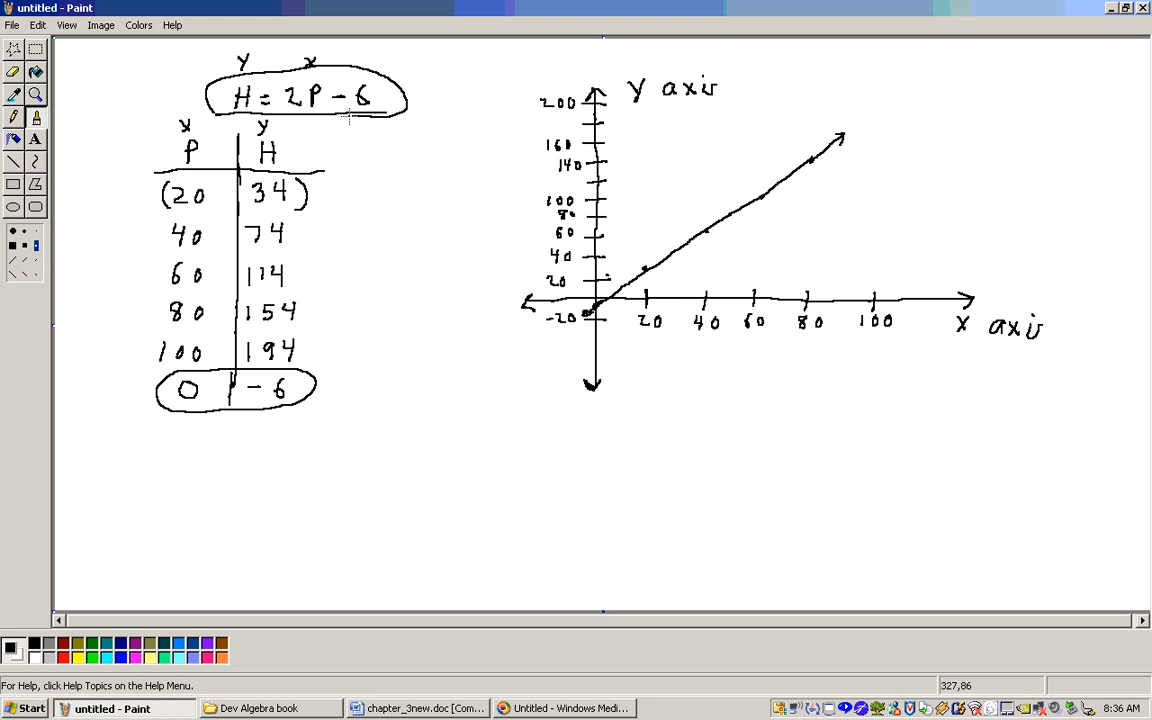 untitled - Paint
File Edit View Image Colors Help
y x
H = 2P - 6
x y
P H
(20 34)
40 74
60 114
80 154
100 194
0 - 6
Y axis
200
160
140
100
80
60
40
20
-20
20 40 60 80 100
X axis
For Help, click Help Topics on the Help Menu.
327,86
Start
untitled - Paint
Dev Algebra book
chapter_3new.doc [Com...
Untitled - Windows Medi...
8:36 AM